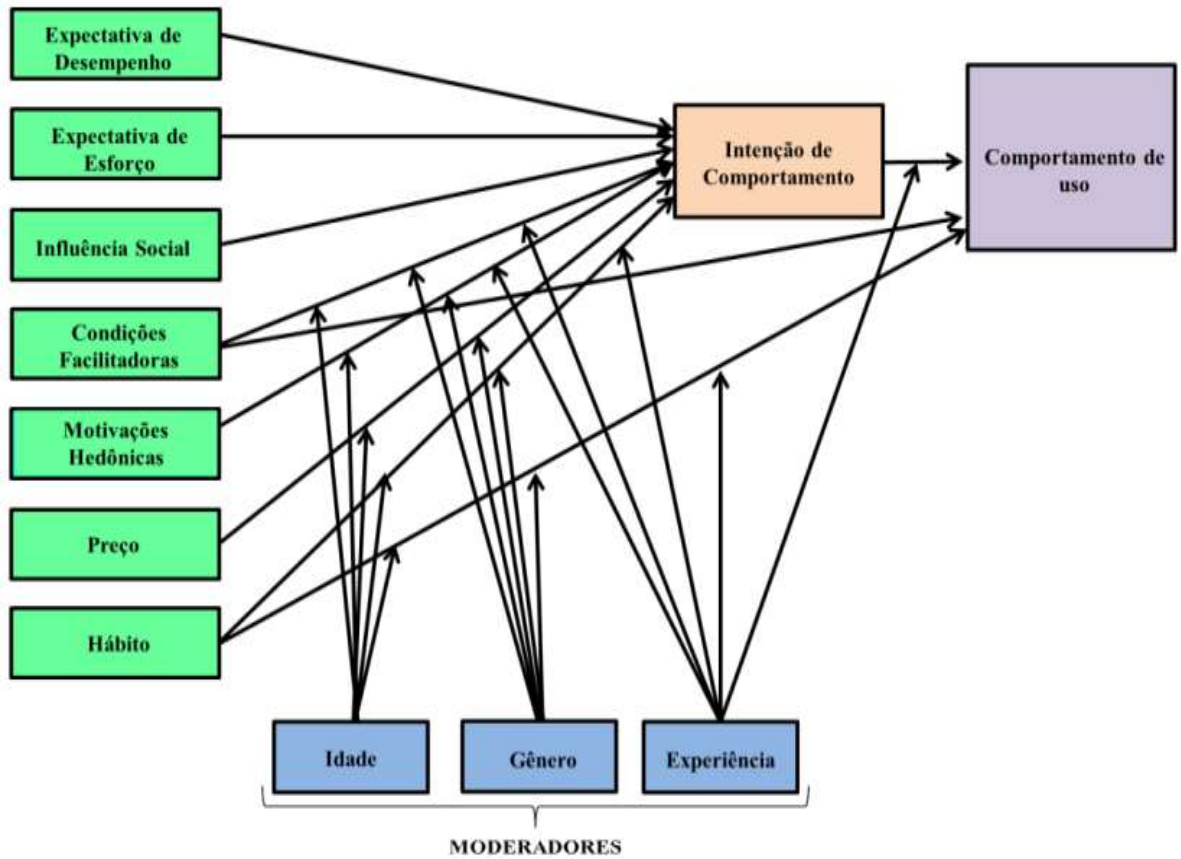 Expectativa de
Desempenho
Expectativa de
Esforço
Influência Social
Condições
Facilitadoras
Motivações
Hedônicas
Preço
Hábito
Intenção de
Comportamento
Comportamento de
uso
Idade
Gênero
Experiência
MODERADORES